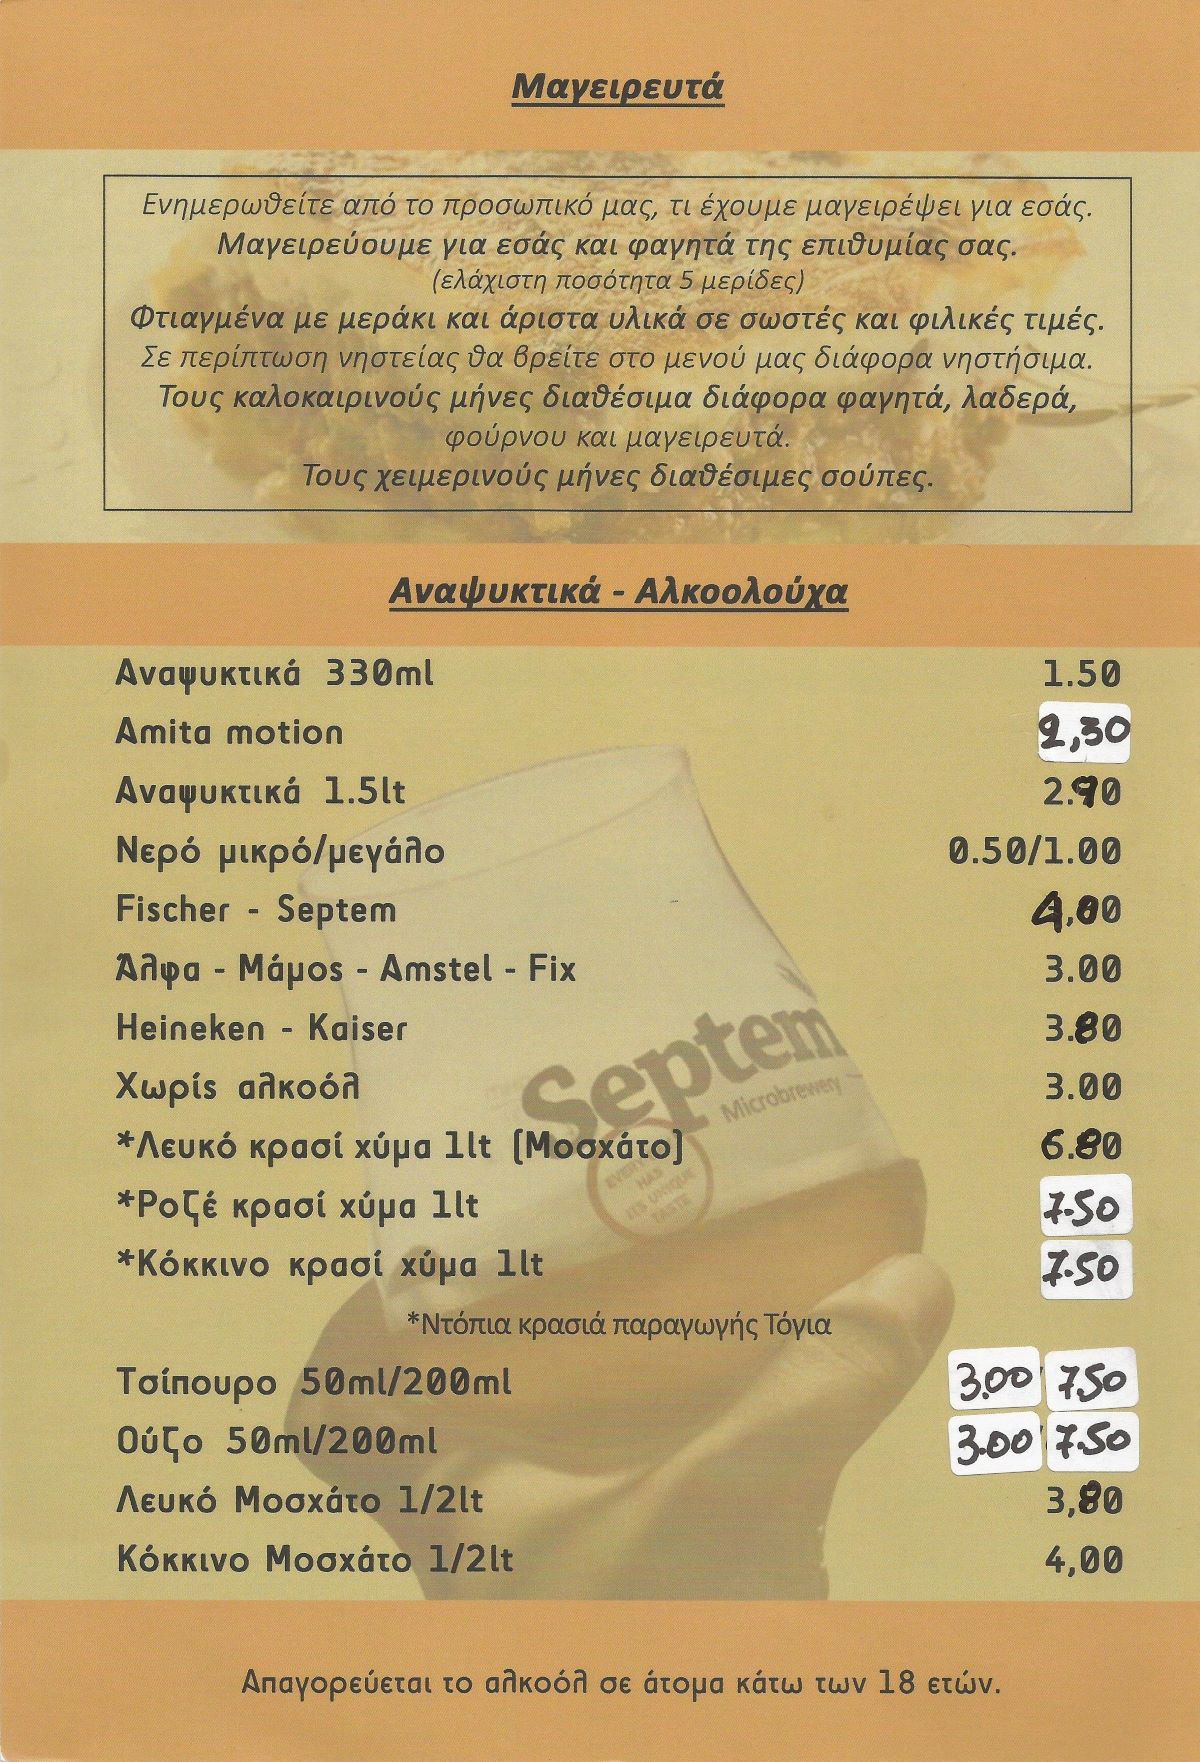 Μαγειρευτά
Ενημερωθείτε από το προσωπικό μας, τι έχουμε μαγειρέψει για εσάς.
Μαγειρεύουμε για εσάς και φαγητά της επιθυμίας σας.
(ελάχιστη ποσότητα 5 μερίδες)
Φτιαγμένα με μεράκι και άριστα υλικά σε σωστές και φιλικές τιμές.
Σε περίπτωση νηστείας θα βρείτε στο μενού μας διάφορα νηστήσιμα.
Τους καλοκαιρινούς μήνες διαθέσιμα διάφορα φαγητά, λαδερά,
φούρνου και μαγειρευτά.
Τους χειμερινούς μήνες διαθέσιμες σούπες.
Αναψυκτικά - Αλκοολούχα
Αναψυκτικά 330ml 1.50
Amita motion 2,30
Αναψυκτικά 1.5lt 2.90
Νερό μικρό/μεγάλο 0.50/1.00
Fischer - Septem 4,00
Άλφα - Μάμος - Amstel - Fix 3.00
Heineken - Kaiser 3.80
Χωρίς αλκοόλ 3.00
*Λευκό κρασί χύμα 1lt (Μοσχάτο) 6.80
*Ροζέ κρασί χύμα 1lt 7.50
*Κόκκινο κρασί χύμα 1lt 7.50
*Ντόπια κρασιά παραγωγής Τόγια
Τσίπουρο 50ml/200ml 3.00 7.50
Ούζο 50ml/200ml 3.00 7.50
Λευκό Μοσχάτο 1/2lt 3,80
Κόκκινο Μοσχάτο 1/2lt 4,00
Septem
Microbrewery
EVERY
HAS
ITS UNIQUE
TASTE
Απαγορεύεται το αλκοόλ σε άτομα κάτω των 18 ετών.